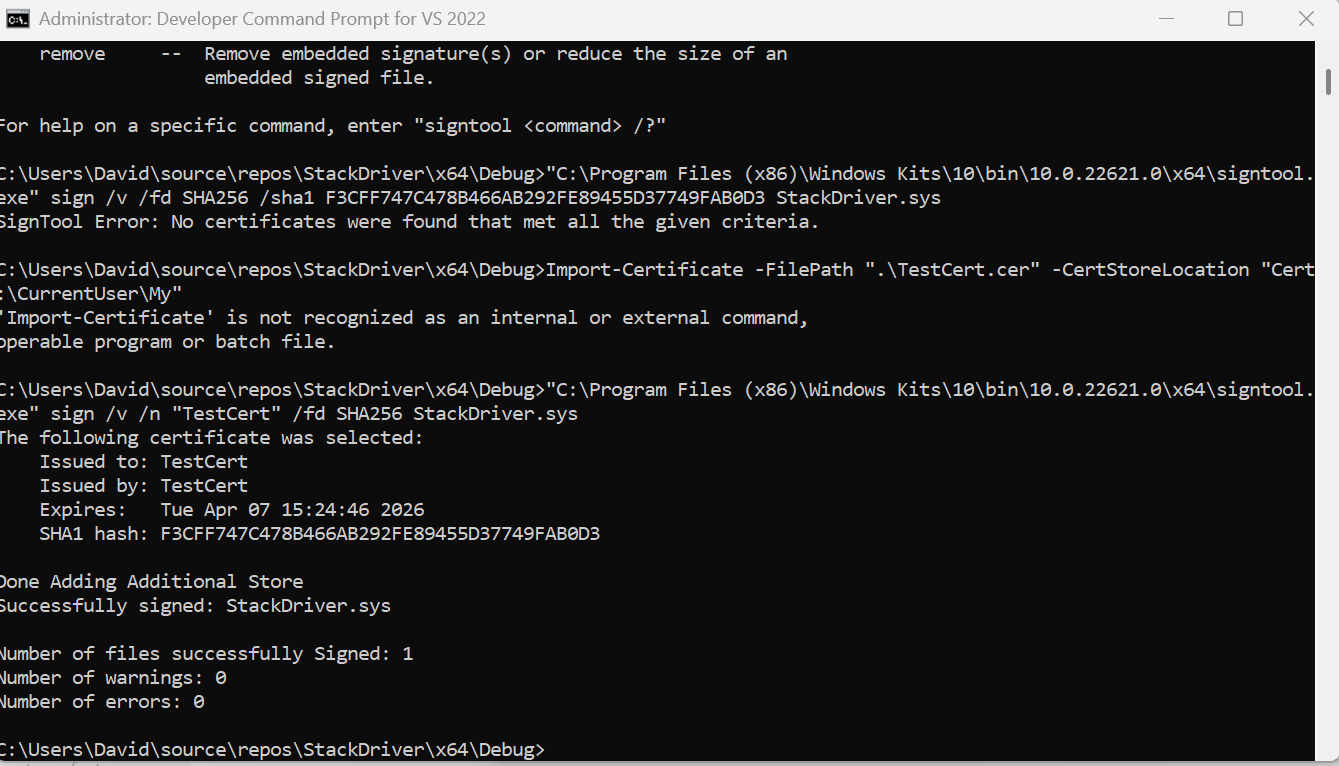 Administrator: Developer Command Prompt for VS 2022
remove -- Remove embedded signature(s) or reduce the size of an
embedded signed file.
For help on a specific command, enter "signtool <command> /?"
C:\Users\David\source\repos\StackDriver\x64\Debug>"C:\Program Files (x86)\Windows Kits\10\bin\10.0.22621.0\x64\signtool.
exe" sign /v /fd SHA256 /sha1 F3CFF747C478B466AB292FE89455D37749FAB0D3 StackDriver.sys
SignTool Error: No certificates were found that met all the given criteria.
C:\Users\David\source\repos\StackDriver\x64\Debug>Import-Certificate -FilePath ".\TestCert.cer" -CertStoreLocation "Cert
:\CurrentUser\My"
'Import-Certificate' is not recognized as an internal or external command,
operable program or batch file.
C:\Users\David\source\repos\StackDriver\x64\Debug>"C:\Program Files (x86)\Windows Kits\10\bin\10.0.22621.0\x64\signtool.
exe" sign /v /n "TestCert" /fd SHA256 StackDriver.sys
The following certificate was selected:
Issued to: TestCert
Issued by: TestCert
Expires: Tue Apr 07 15:24:46 2026
SHA1 hash: F3CFF747C478B466AB292FE89455D37749FAB0D3
Done Adding Additional Store
Successfully signed: StackDriver.sys
Number of files successfully Signed: 1
Number of warnings: 0
Number of errors: 0
C:\Users\David\source\repos\StackDriver\x64\Debug>